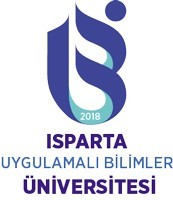 2018
ISPARTA
UYGULAMALI BİLİMLER
ÜNİVERSİTESİ